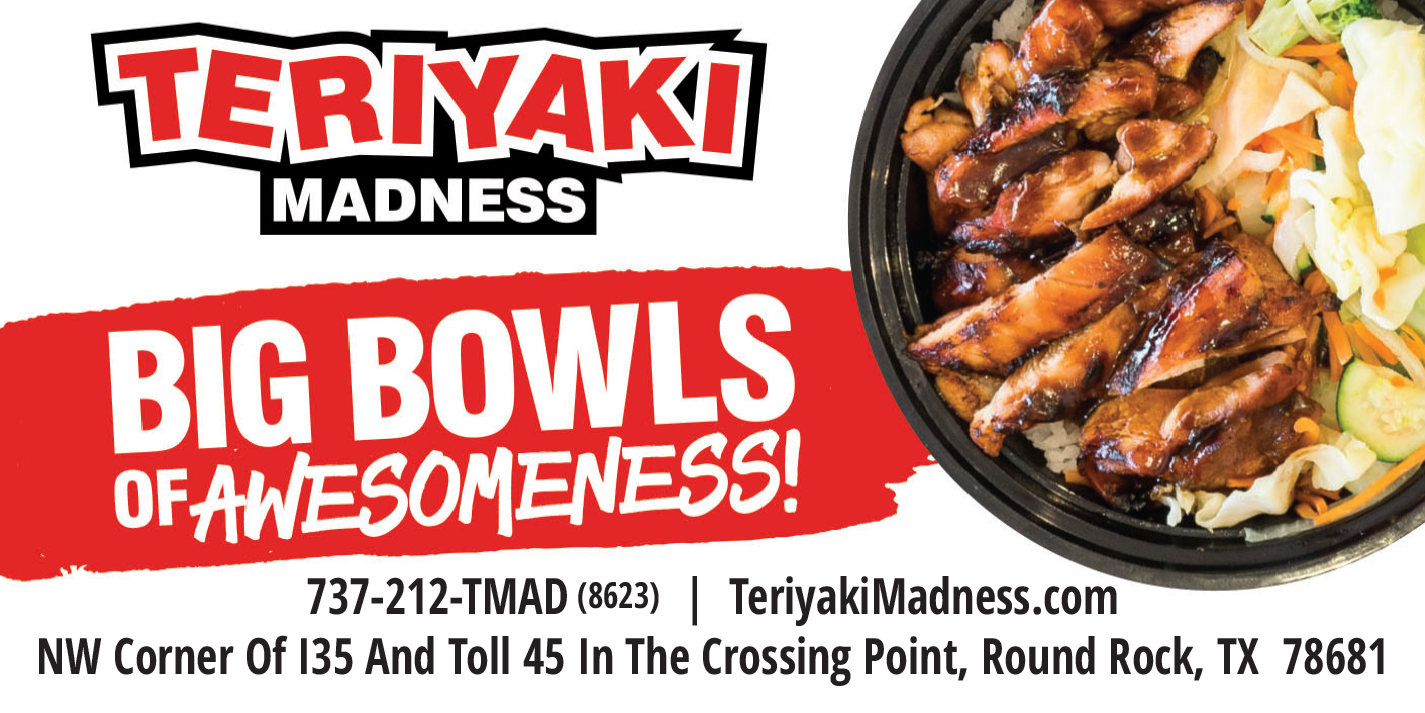 TERIYAKI
MADNESS
BIG BOWLS
OF AWESOMENESS!
737-212-TMAD (8623) | TeriyakiMadness.com
NW Corner Of I35 And Toll 45 In The Crossing Point, Round Rock, TX 78681